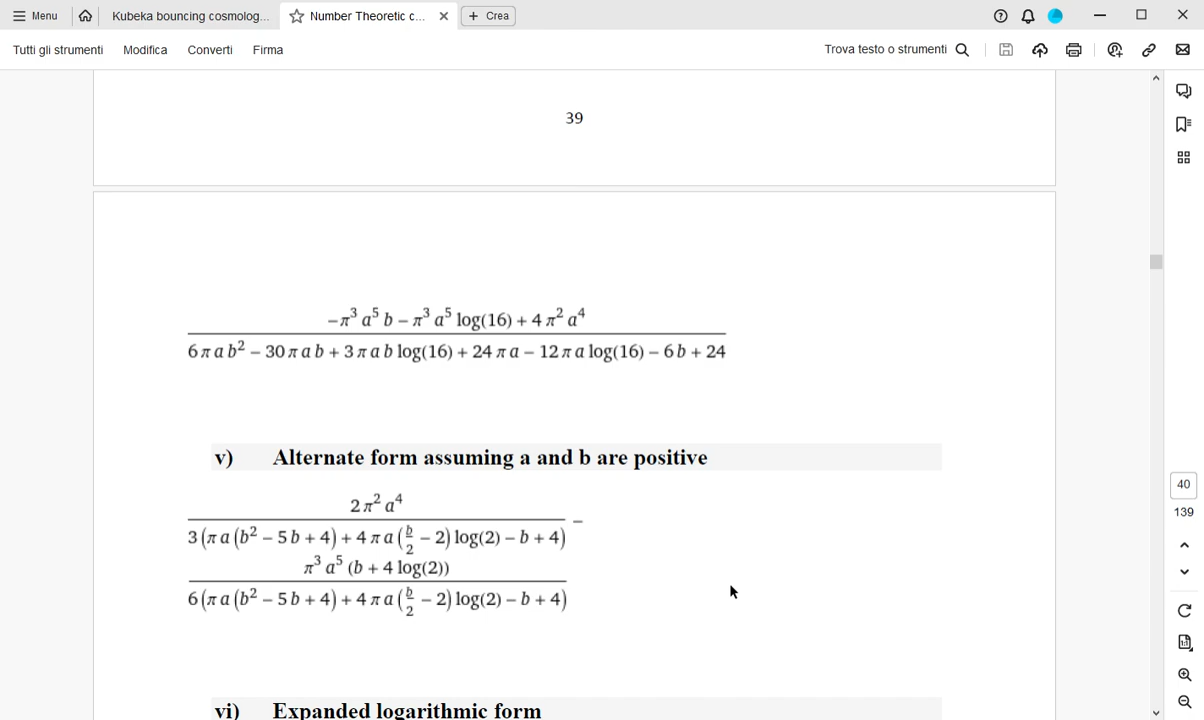 Menu Kubeka bouncing cosmolog... Number Theoretic c... Crea
Tutti gli strumenti Modifica Converti Firma Trova testo o strumenti
39
−π³ a⁵ b − π³ a⁵ log(16) + 4 π² a⁴
6 π a b² − 30 π a b + 3 π a b log(16) + 24 π a − 12 π a log(16) − 6 b + 24
v) Alternate form assuming a and b are positive
2 π² a⁴
3 (π a (b² − 5 b + 4) + 4 π a (b/2 − 2) log(2) − b + 4) −
π³ a⁵ (b + 4 log(2))
6 (π a (b² − 5 b + 4) + 4 π a (b/2 − 2) log(2) − b + 4)
vi) Expanded logarithmic form
40
139
1:1